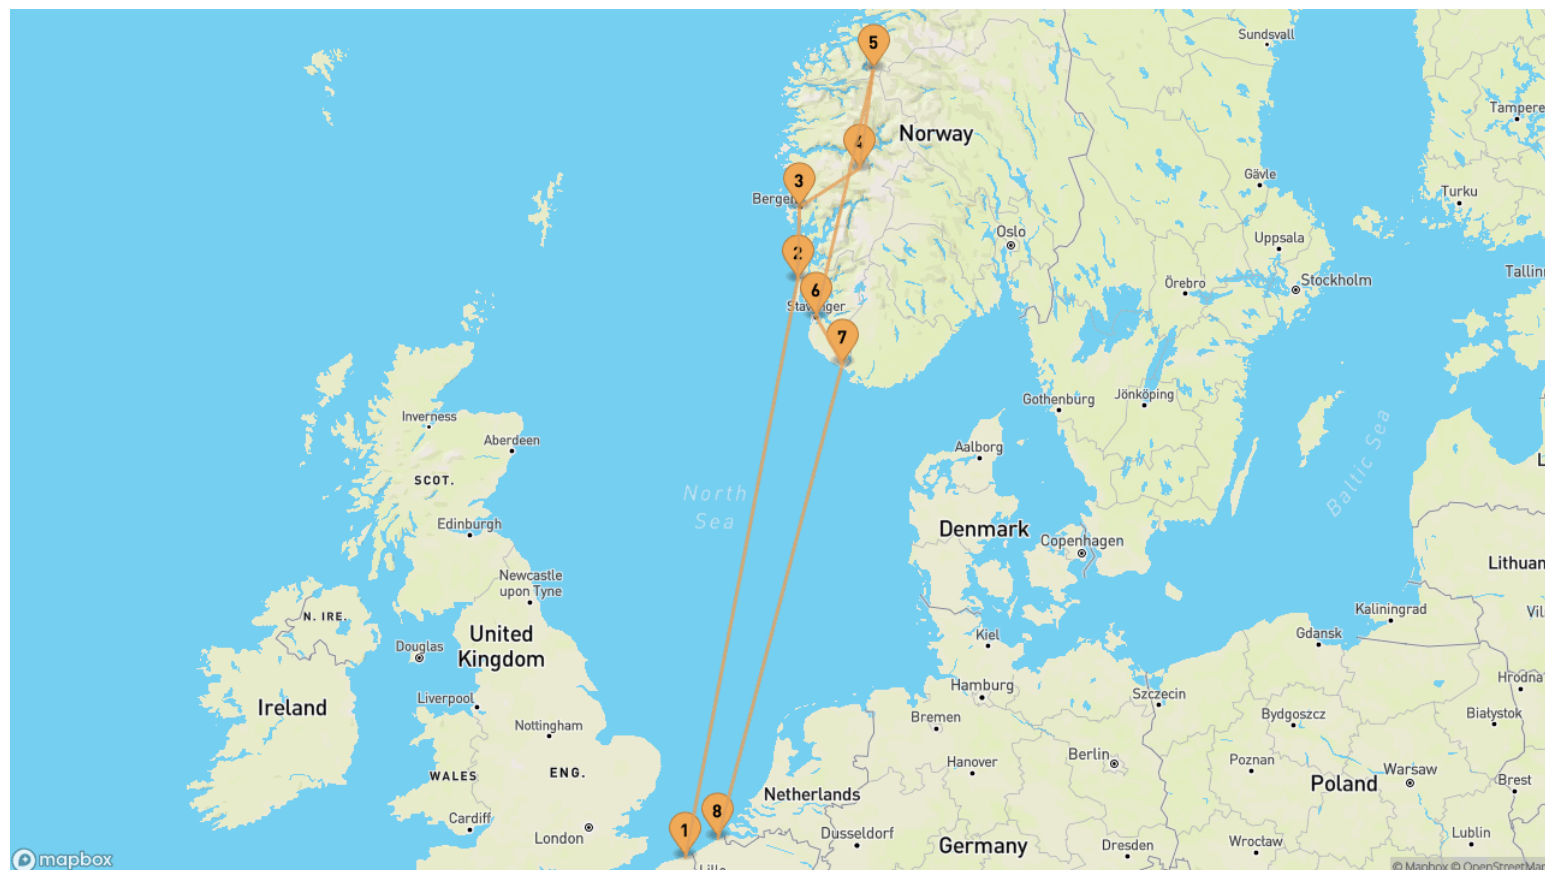 5
Sundsvall
Tampere
Norway
4
3
Bergen
Gävle
Turku
Oslo
Uppsala
2
6
Stavanger
Örebro
Stockholm
Tallin
7
Inverness
Aberdeen
SCOT.
Gothenburg
Jönköping
Aalborg
North
Sea
Baltic Sea
Edinburgh
Denmark
Copenhagen
Newcastle
upon Tyne
N. IRE.
Douglas
United
Kingdom
Kiel
Lithuan
Kaliningrad
Vil
Gdansk
Ireland
Liverpool
Nottingham
Hamburg
Bremen
Szczecin
Hrodna
Bydgoszcz
Białystok
WALES
ENG.
Hanover
Berlin
Poznan
Poland
Warsaw
Brest
Cardiff
London
Netherlands
1
8
Dusseldorf
Germany
Dresden
Wrocław
Lublin
Lille
mapbox
© Mapbox © OpenStreetMap